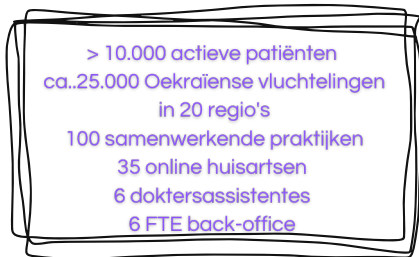 > 10.000 actieve patiënten
ca..25.000 Oekraïense vluchtelingen
in 20 regio's
100 samenwerkende praktijken
35 online huisartsen
6 doktersassistentes
6 FTE back-office